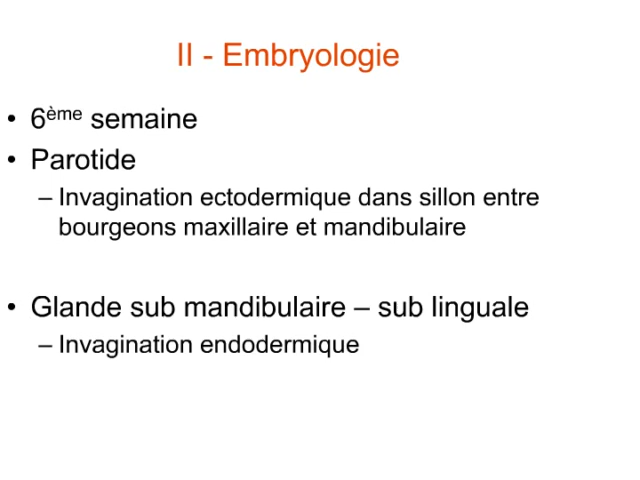 II - Embryologie
• 6ème semaine
• Parotide
– Invagination ectodermique dans sillon entre
bourgeons maxillaire et mandibulaire
• Glande sub mandibulaire – sub linguale
– Invagination endodermique